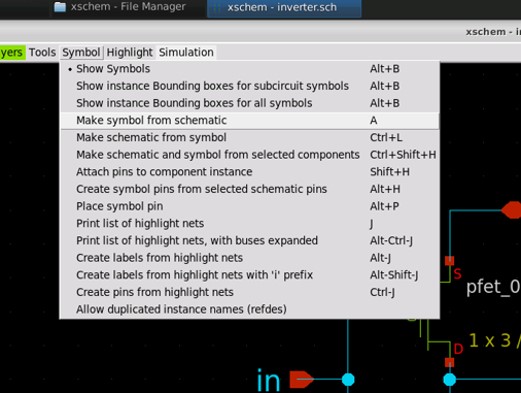 xschem - File Manager xschem - inverter.sch
xschem - in
yers Tools Symbol Highlight Simulation
• Show Symbols Alt+B
Show instance Bounding boxes for subcircuit symbols Alt+B
Show instance Bounding boxes for all symbols Alt+B
Make symbol from schematic A
Make schematic from symbol Ctrl+L
Make schematic and symbol from selected components Ctrl+Shift+H
Attach pins to component instance Shift+H
Create symbol pins from selected schematic pins Alt+H
Place symbol pin Alt+P
Print list of highlight nets J
Print list of highlight nets, with buses expanded Alt-Ctrl-J
Create labels from highlight nets Alt-J
Create labels from highlight nets with 'i' prefix Alt-Shift-J
Create pins from highlight nets Ctrl-J
Allow duplicated instance names (refdes)
S
pfet_0
D
1 x 3 /
in